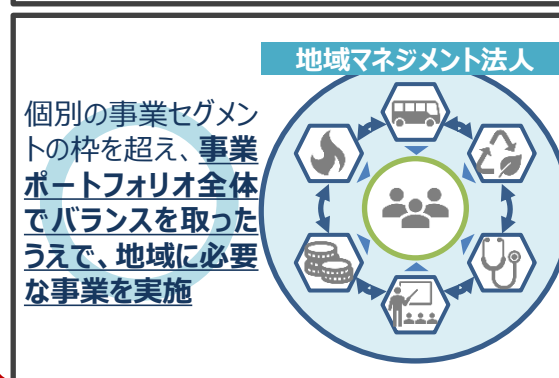 地域マネジメント法人
個別の事業セグメン
トの枠を超え、事業
ポートフォリオ全体
でバランスを取った
うえで、地域に必要
な事業を実施